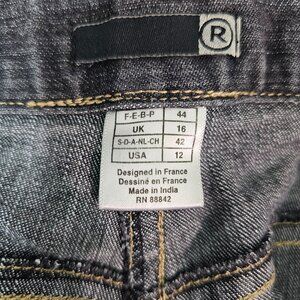 R
F-E-B-P 44
UK 16
S-D-A-NL-CH 42
USA 12
Designed in France
Dessiné en France
Made in India
RN 88842